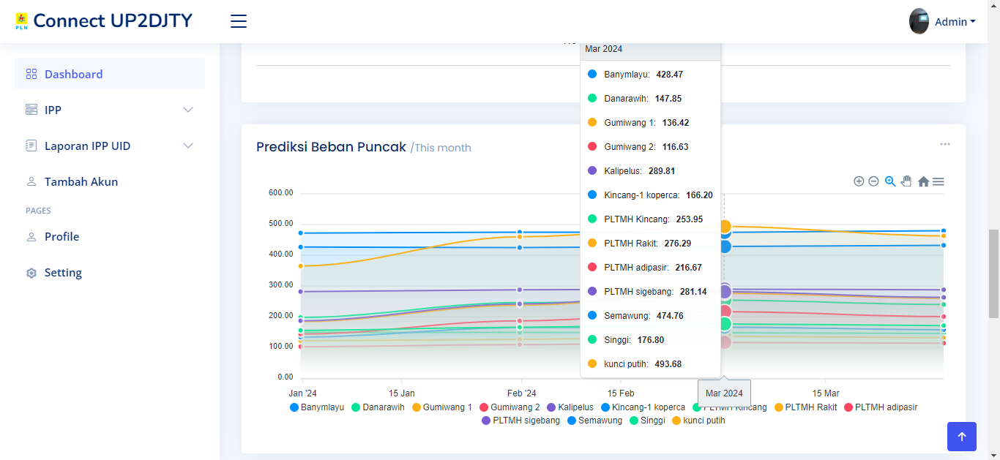 PLN
Connect UP2DJTY
Admin
Dashboard
IPP
Laporan IPP UID
Tambah Akun
PAGES
Profile
Setting
Prediksi Beban Puncak /This month
Mar 2024
Banymlayu: 428.47
Danarawih: 147.85
Gumiwang 1: 136.42
Gumiwang 2: 116.63
Kalipelus: 289.81
Kincang-1 koperca: 166.20
PLTMH Kincang: 253.95
PLTMH Rakit: 276.29
PLTMH adipasir: 216.67
PLTMH sigebang: 281.14
Semawung: 474.76
Singgi: 176.80
kunci putih: 493.68
600.00
500.00
400.00
300.00
200.00
100.00
0.00
Jan '24 15 Jan Feb '24 15 Feb Mar 2024 15 Mar
Banymlayu Danarawih Gumiwang 1 Gumiwang 2 Kalipelus Kincang-1 koperca PLTMH Kincang PLTMH Rakit PLTMH adipasir
PLTMH sigebang Semawung Singgi kunci putih